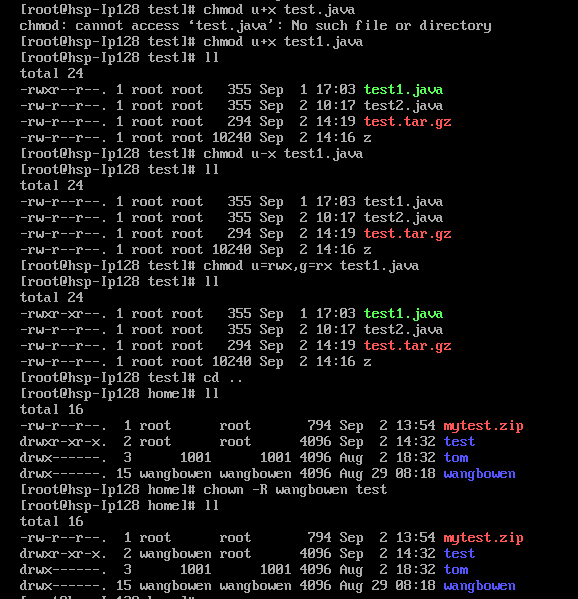 [root@hsp-Ip128 test]# chmod u+x test.java
chmod: cannot access ‘test.java’: No such file or directory
[root@hsp-Ip128 test]# chmod u+x test1.java
[root@hsp-Ip128 test]# ll
total 24
-rwxr--r--. 1 root root   355 Sep  1 17:03 test1.java
-rw-r--r--. 1 root root   355 Sep  2 10:17 test2.java
-rw-r--r--. 1 root root   294 Sep  2 14:19 test.tar.gz
-rw-r--r--. 1 root root 10240 Sep  2 14:16 z
[root@hsp-Ip128 test]# chmod u-x test1.java
[root@hsp-Ip128 test]# ll
total 24
-rw-r--r--. 1 root root   355 Sep  1 17:03 test1.java
-rw-r--r--. 1 root root   355 Sep  2 10:17 test2.java
-rw-r--r--. 1 root root   294 Sep  2 14:19 test.tar.gz
-rw-r--r--. 1 root root 10240 Sep  2 14:16 z
[root@hsp-Ip128 test]# chmod u=rwx,g=rx test1.java
[root@hsp-Ip128 test]# ll
total 24
-rwxr-xr--. 1 root root   355 Sep  1 17:03 test1.java
-rw-r--r--. 1 root root   355 Sep  2 10:17 test2.java
-rw-r--r--. 1 root root   294 Sep  2 14:19 test.tar.gz
-rw-r--r--. 1 root root 10240 Sep  2 14:16 z
[root@hsp-Ip128 test]# cd ..
[root@hsp-Ip128 home]# ll
total 16
-rw-r--r--.  1 root      root       794 Sep  2 13:54 mytest.zip
drwxr-xr-x.  2 root      root      4096 Sep  2 14:32 test
drwx------.  3      1001      1001 4096 Aug  2 18:32 tom
drwx------. 15 wangbowen wangbowen 4096 Aug 29 08:18 wangbowen
[root@hsp-Ip128 home]# chown -R wangbowen test
[root@hsp-Ip128 home]# ll
total 16
-rw-r--r--.  1 root      root       794 Sep  2 13:54 mytest.zip
drwxr-xr-x.  2 wangbowen root      4096 Sep  2 14:32 test
drwx------.  3      1001      1001 4096 Aug  2 18:32 tom
drwx------. 15 wangbowen wangbowen 4096 Aug 29 08:18 wangbowen